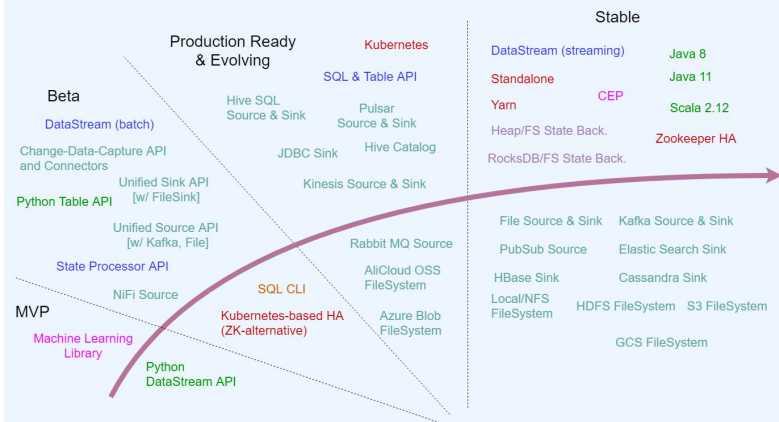 Stable
Production Ready
& Evolving
Kubernetes
SQL & Table API
Hive SQL
Source & Sink
Pulsar
Source & Sink
JDBC Sink
Hive Catalog
Kinesis Source & Sink
DataStream (streaming)
Java 8
Standalone
Java 11
CEP
Yarn
Scala 2.12
Heap/FS State Back.
Zookeeper HA
RocksDB/FS State Back.
Beta
DataStream (batch)
Change-Data-Capture API
and Connectors
Unified Sink API
[w/ FileSink]
Python Table API
Unified Source API
[w/ Kafka, File]
State Processor API
NiFi Source
Rabbit MQ Source
AliCloud OSS
FileSystem
SQL CLI
Kubernetes-based HA
(ZK-alternative)
Azure Blob
FileSystem
File Source & Sink
Kafka Source & Sink
PubSub Source
Elastic Search Sink
HBase Sink
Cassandra Sink
Local/NFS
FileSystem
HDFS FileSystem
S3 FileSystem
GCS FileSystem
MVP
Machine Learning
Library
Python
DataStream API